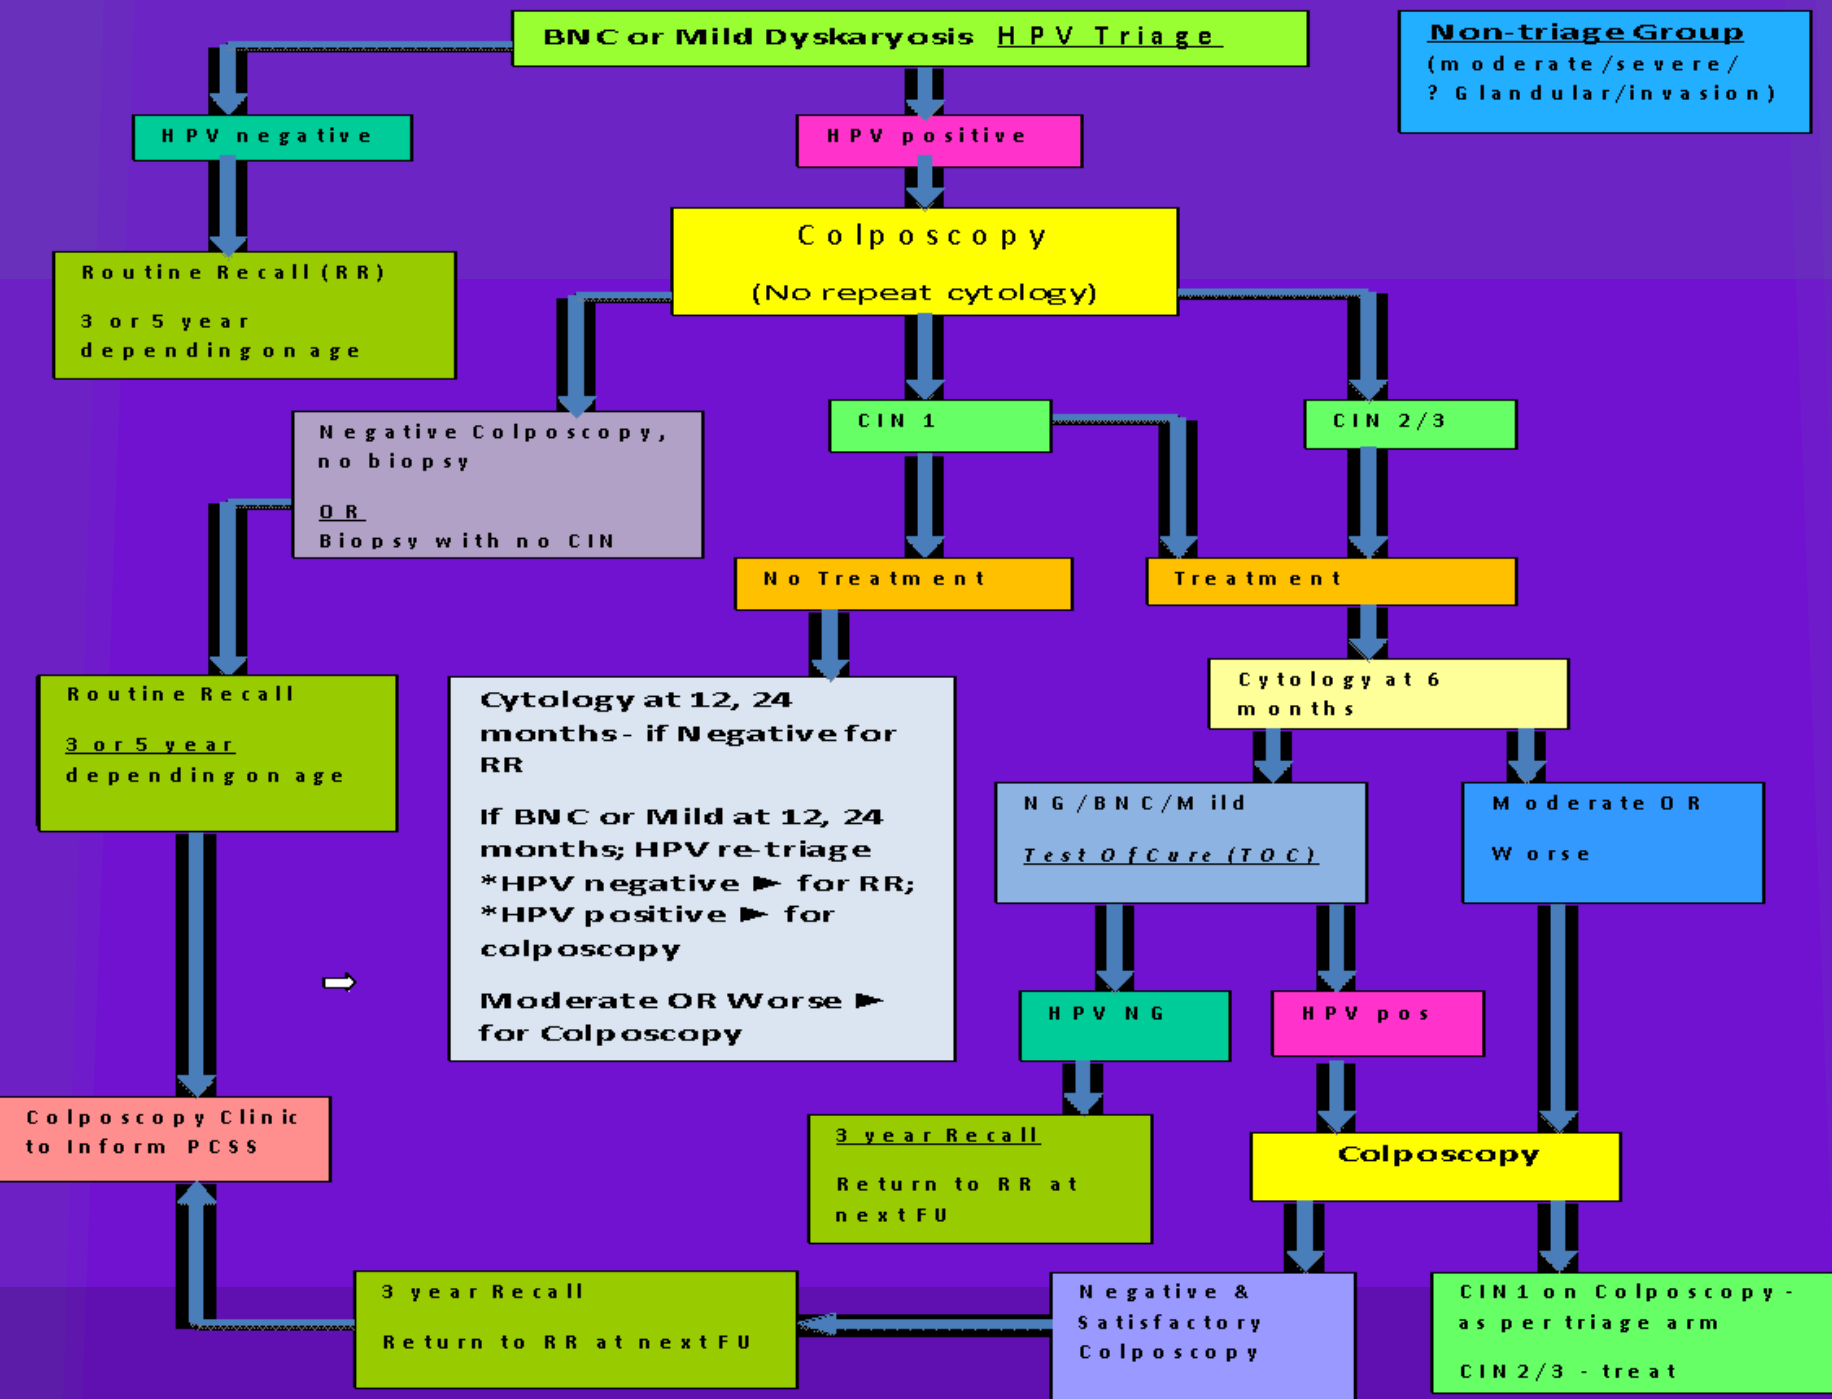 BNC or Mild Dyskaryosis HPV Triage
Non-triage Group
(moderate/severe/
? Glandular/invasion)
HPV negative
HPV positive
Colposcopy
(No repeat cytology)
Routine Recall (RR)
3 or 5 year
depending on age
Negative Colposcopy,
no biopsy
OR
Biopsy with no CIN
CIN 1
CIN 2/3
No Treatment
Treatment
Routine Recall
3 or 5 year
depending on age
Cytology at 12, 24
months- if Negative for
RR
If BNC or Mild at 12, 24
months; HPV re-triage
*HPV negative ► for RR;
*HPV positive ► for
colposcopy
Moderate OR Worse ►
for Colposcopy
Cytology at 6
months
NG/BNC/Mild
Test Of Cure (TOC)
Moderate OR
Worse
HPV NG
HPV pos
Colposcopy Clinic
to Inform PCSS
3 year Recall
Return to RR at
next FU
Colposcopy
3 year Recall
Return to RR at next FU
Negative &
Satisfactory
Colposcopy
CIN1 on Colposcopy -
as per triage arm
CIN 2/3 - treat